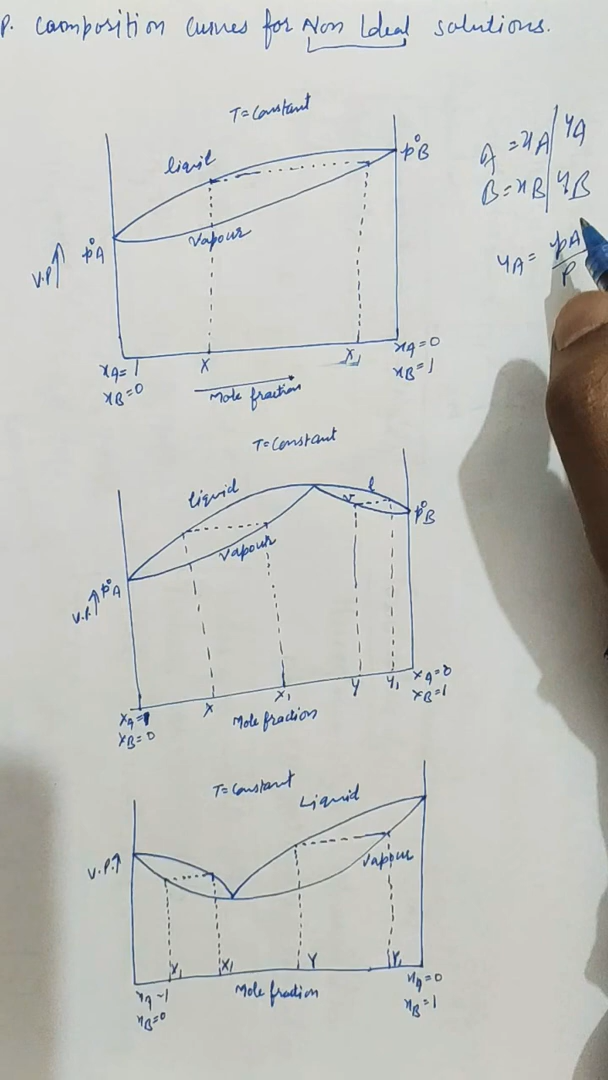 P. Coomposition curves for Non Ideal solutions.
T=Constant
liquid
p°B
p°A
vapour
V.P↑
A = xA | yA
B = xB | yB
yA = pA/P
xA=1
xB=0
X
X1
xA=0
xB=1
Mole fraction
T=Constant
liquid
v
l
p°B
vapour
V.P.↑ p°A
xA=1
xB=0
X
X1
Y
Y1
xA=0
xB=1
Mole fraction
T=Constant
Liquid
V.P.↑
vapour
X1
X1
Y
Y1
xA=1
xB=0
Mole fraction
xA=0
xB=1